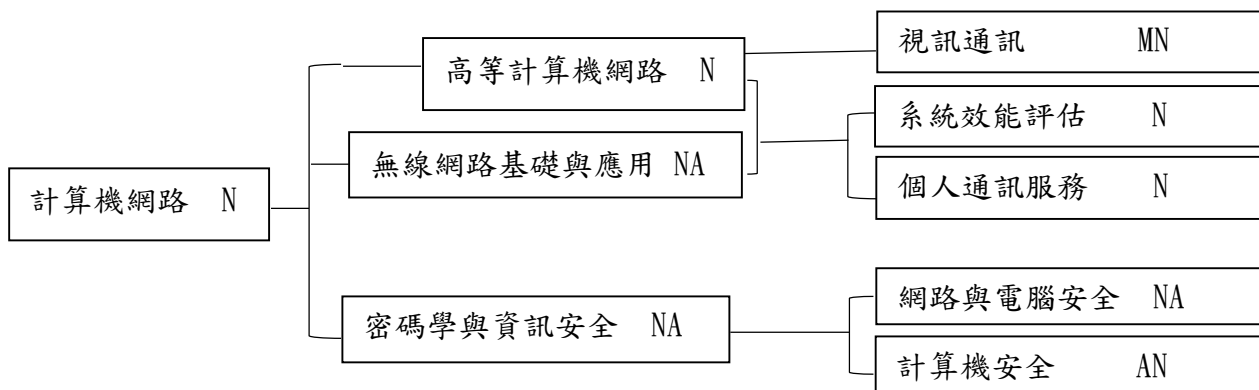 視訊通訊 MN
高等計算機網路 N
系統效能評估 N
無線網路基礎與應用 NA
個人通訊服務 N
計算機網路 N
網路與電腦安全 NA
密碼學與資訊安全 NA
計算機安全 AN